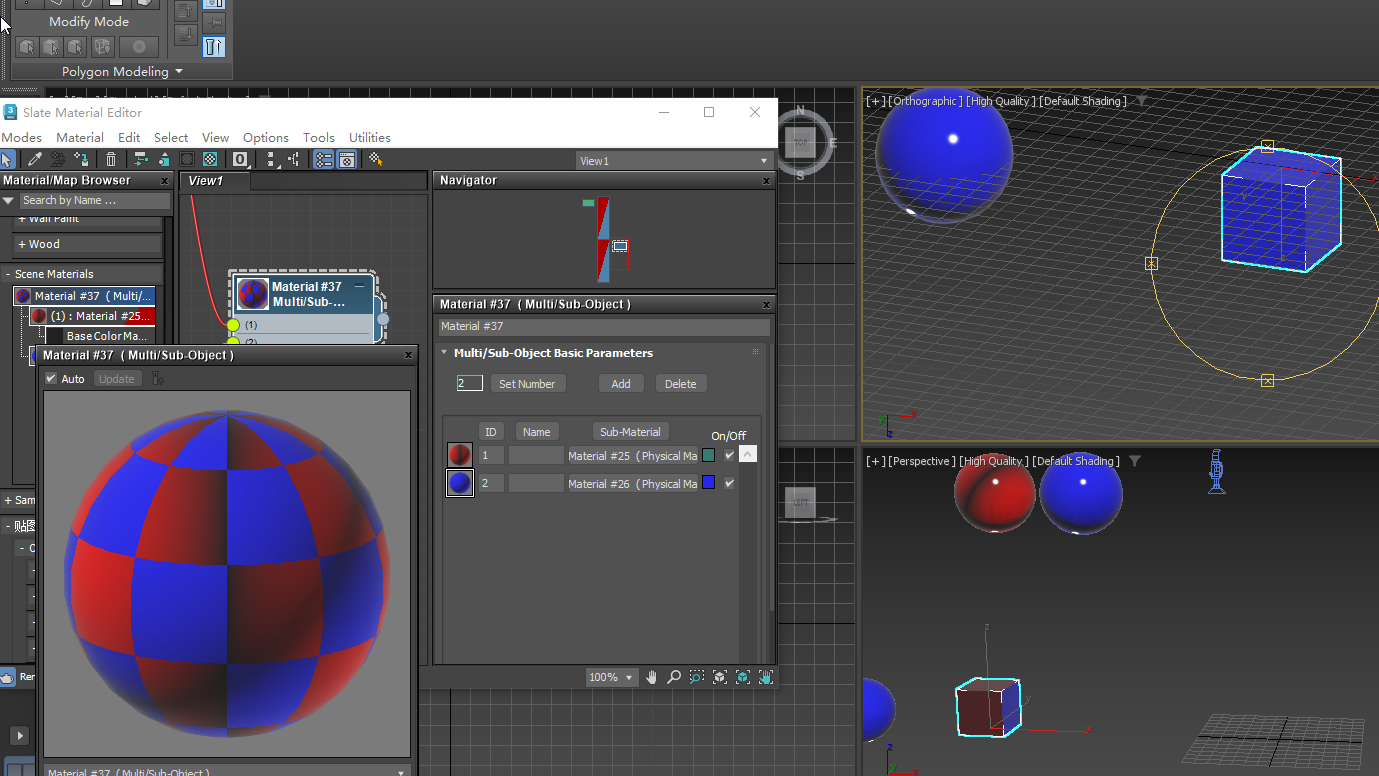 Modify Mode
Polygon Modeling
Slate Material Editor
Modes Material Edit Select View Options Tools Utilities
View1
Material/Map Browser
Search by Name ...
+ Wall Paint
+ Wood
- Scene Materials
Material #37 ( Multi/...
(1) : Material #25...
Base Color Ma...
+ Sam
- 贴图
View1
Material #37
Multi/Sub-...
(1)
(2)
Navigator
Material #37 ( Multi/Sub-Object )
Material #37
Multi/Sub-Object Basic Parameters
2 Set Number Add Delete
ID Name Sub-Material On/Off
1 Material #25 ( Physical Ma
2 Material #26 ( Physical Ma
100%
Material #37 ( Multi/Sub-Object )
Auto Update
Ren
Material #37 (Multi/Sub-Object )
N
TOP
E
S
LEFT
[+] [Orthographic ] [High Quality ] [Default Shading ]
x
y
z
[+] [Perspective ] [High Quality ] [Default Shading ]
z
y
x
z
y
x